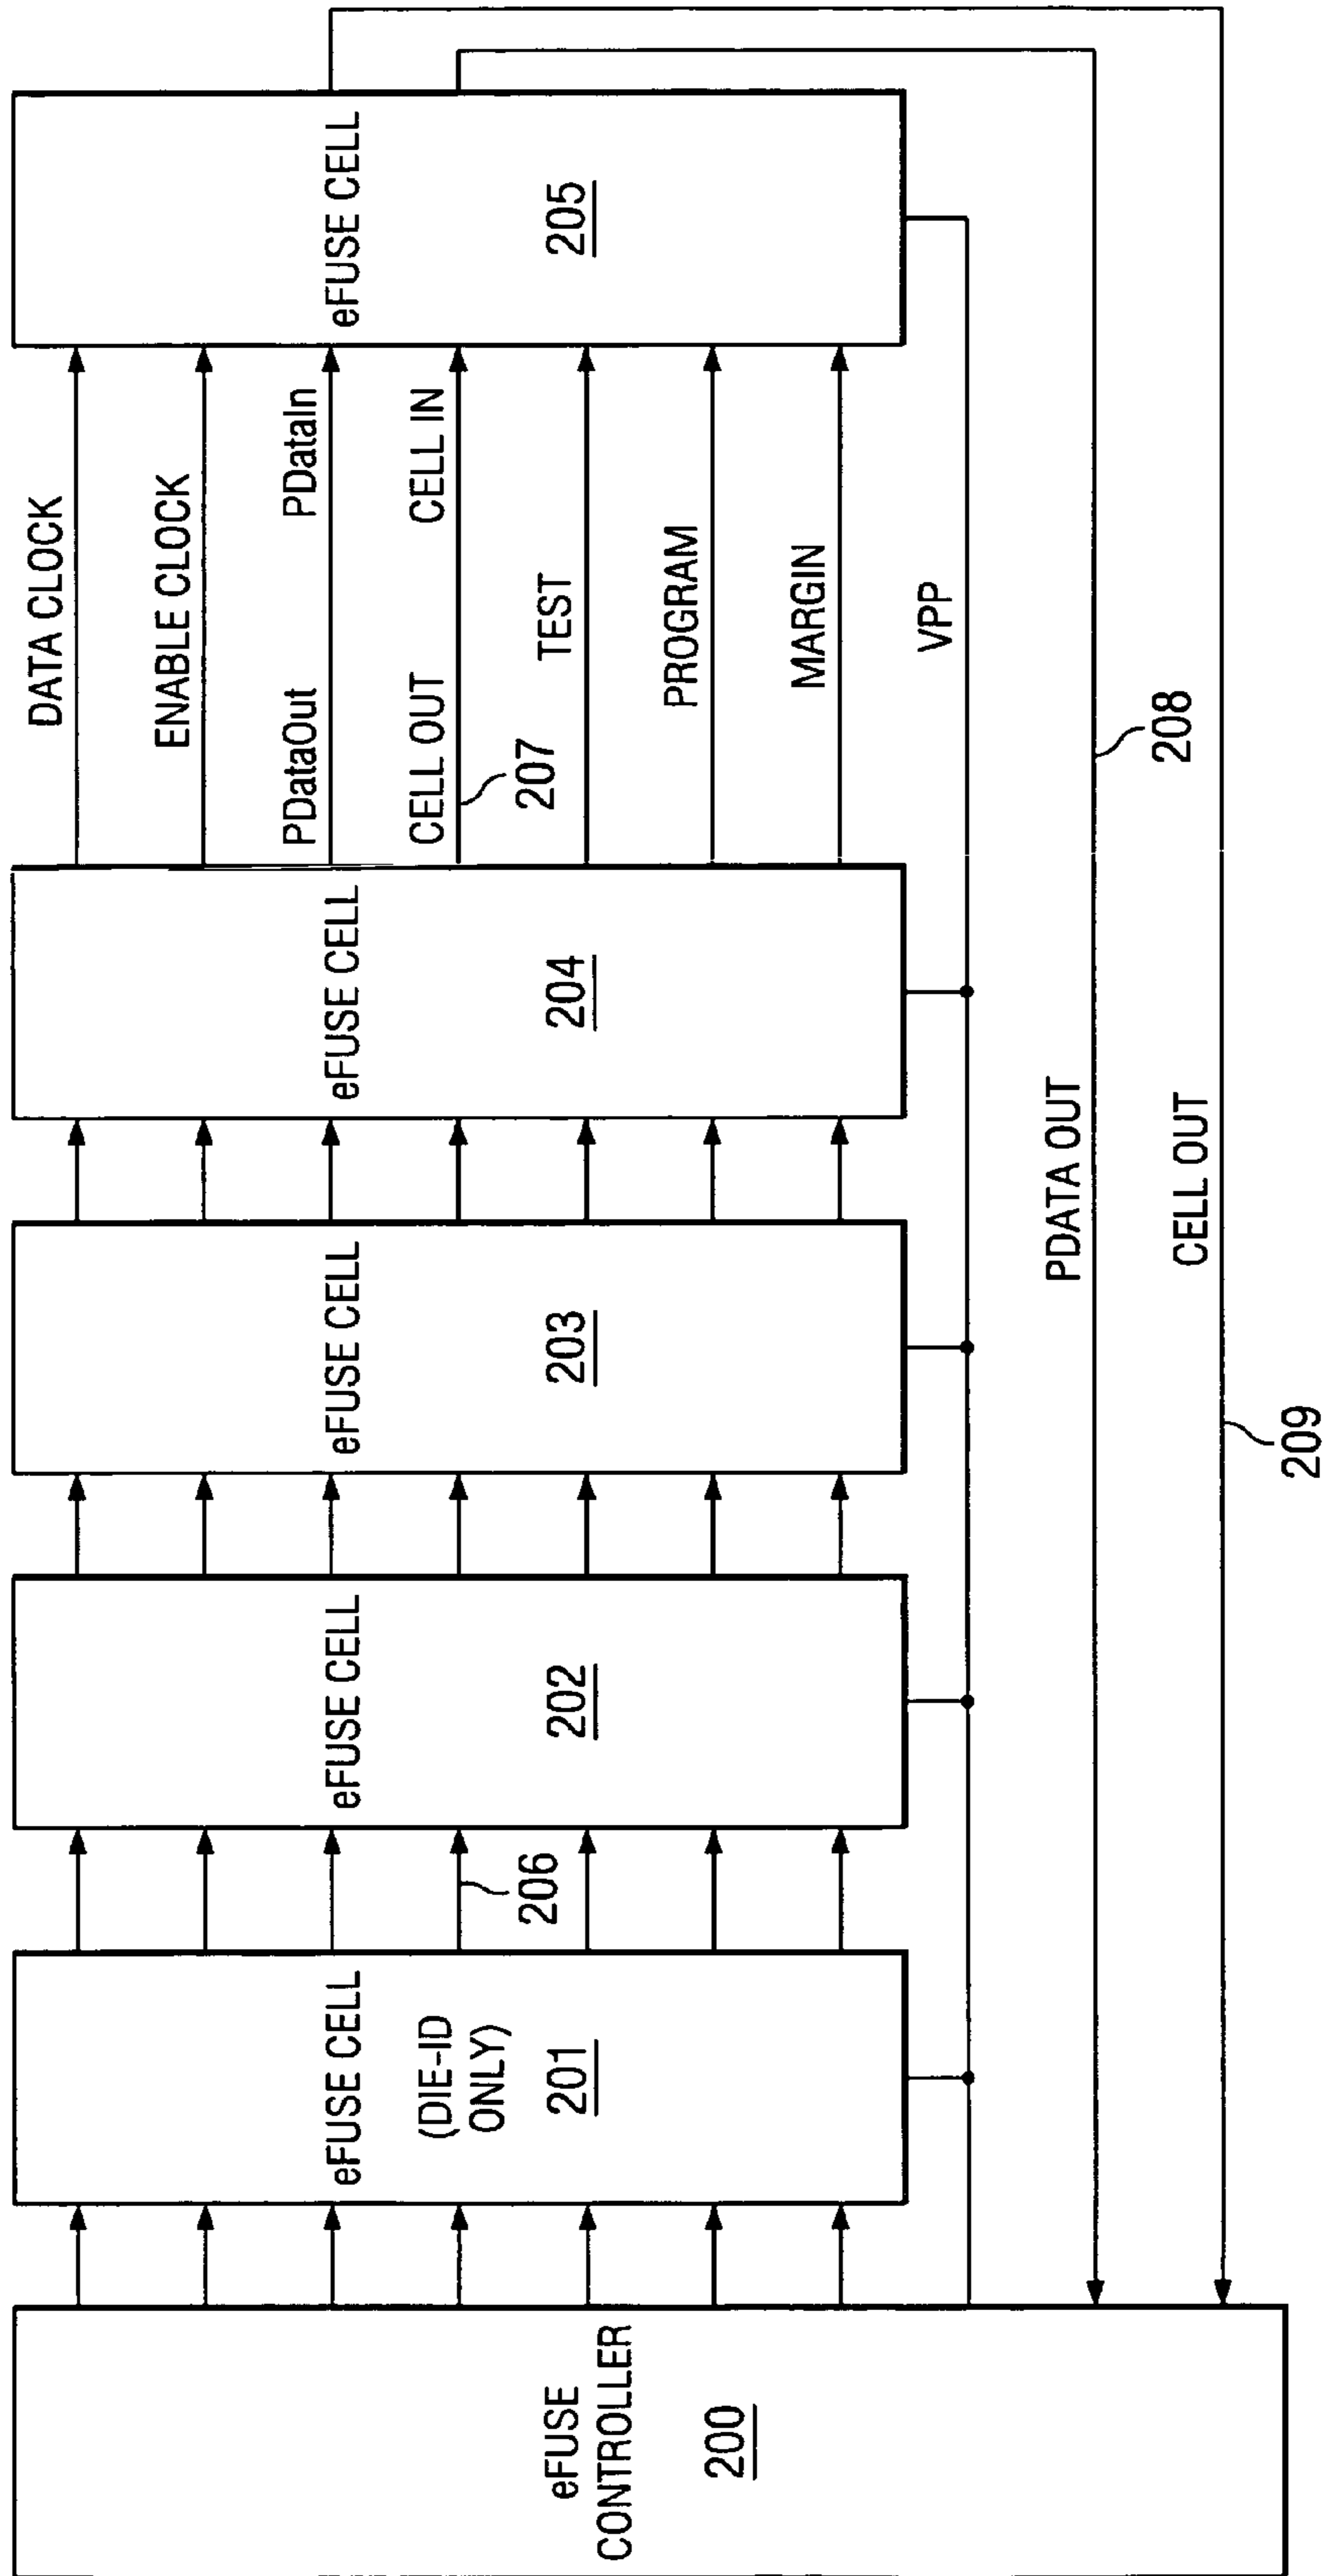 eFUSE
CONTROLLER
200
eFUSE CELL
(DIE-ID
ONLY)
201
206
eFUSE CELL
202
eFUSE CELL
203
eFUSE CELL
204
DATA CLOCK
ENABLE CLOCK
PDataOut PDataIn
CELL OUT CELL IN
207
TEST
PROGRAM
MARGIN
VPP
eFUSE CELL
205
PDATA OUT
208
CELL OUT
209